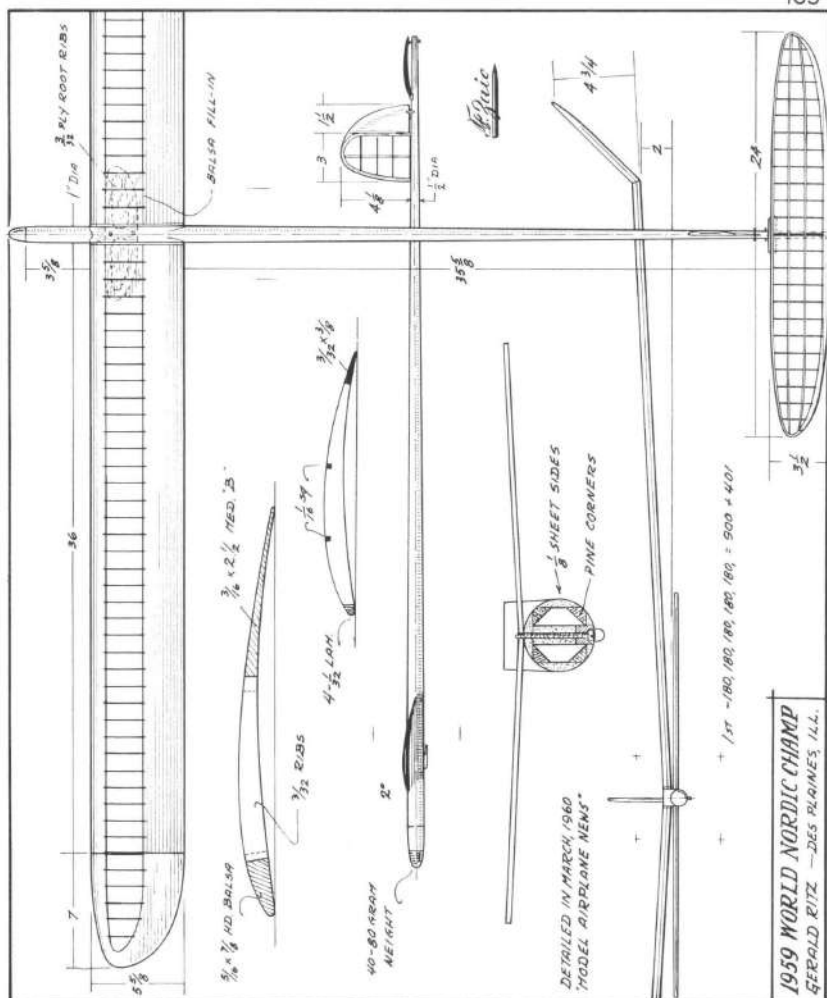 163
3/32 PLY ROOT RIBS
BALSA FILL-IN
1" DIA
3 5/8
36
7
5 5/8
1 1/2
3
4 1/8
1/2" DIA
35 5/8
4 3/4
2
24
3 1/2
3/32 x 3/8
1/16 SQ
4-1/32 LAM.
3/16 x 2 1/2 MED. "B"
3/32 RIBS
5/16 x 7/8 HD. BALSA
2°
40-80 GRAM
WEIGHT
1/8 SHEET SIDES
PINE CORNERS
DETAILED IN MARCH, 1960
"MODEL AIRPLANE NEWS"
1ST -180, 180, 180, 180, 180, = 900 + 401
1959 WORLD NORDIC CHAMP
GERALD RITZ — DES PLAINES, ILL.